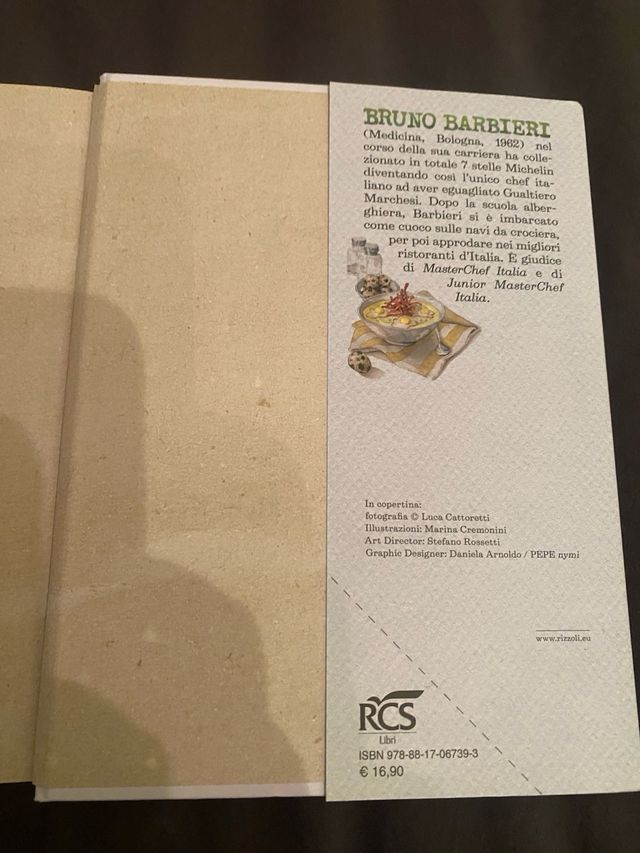 BRUNO BARBIERI
(Medicina, Bologna, 1962) nel
corso della sua carriera ha colle-
zionato in totale 7 stelle Michelin
diventando così l'unico chef ita-
liano ad aver eguagliato Gualtiero
Marchesi. Dopo la scuola alber-
ghiera, Barbieri si è imbarcato
come cuoco sulle navi da crociera,
per poi approdare nei migliori
ristoranti d'Italia. È giudice
di MasterChef Italia e di
Junior MasterChef
Italia.
In copertina:
fotografia © Luca Cattoretti
Illustrazioni: Marina Cremonini
Art Director: Stefano Rossetti
Graphic Designer: Daniela Arnoldo / PEPE nymi
www.rizzoli.eu
RCS
Libri
ISBN 978-88-17-06739-3
€ 16,90